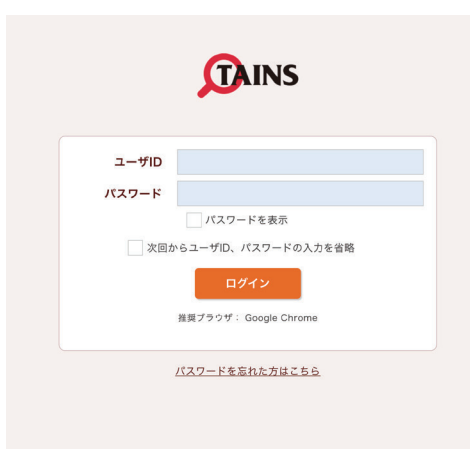 TAINS
ユーザID
パスワード
パスワードを表示
次回からユーザID、パスワードの入力を省略
ログイン
推奨ブラウザ： Google Chrome
パスワードを忘れた方はこちら